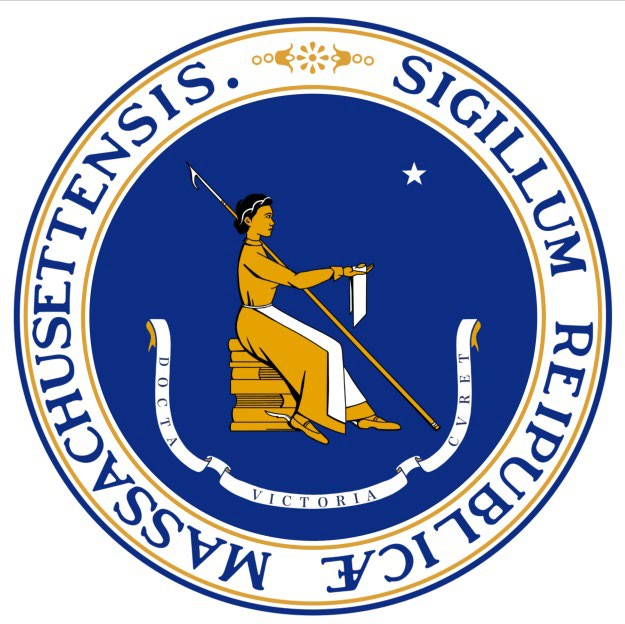 SIGILLUM REIPUBLICÆ MASSACHUSETTENSIS.
DOCTA
VICTORIA
CVRET